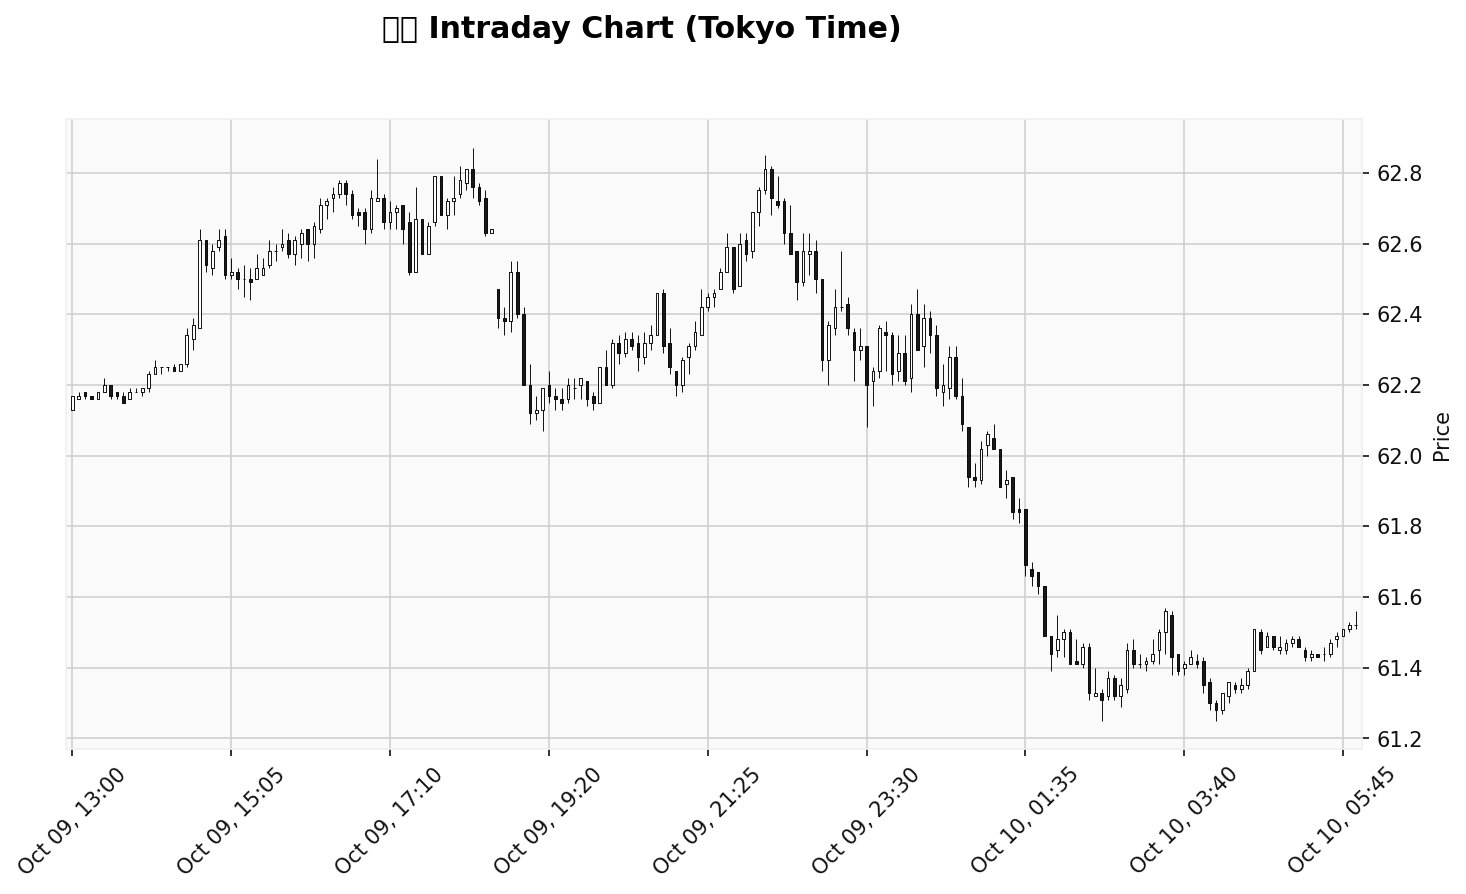 Intraday Chart (Tokyo Time)
62.8
62.6
62.4
62.2
62.0
61.8
61.6
61.4
61.2
Price
Oct 09, 13:00
Oct 09, 15:05
Oct 09, 17:10
Oct 09, 19:20
Oct 09, 21:25
Oct 09, 23:30
Oct 10, 01:35
Oct 10, 03:40
Oct 10, 05:45